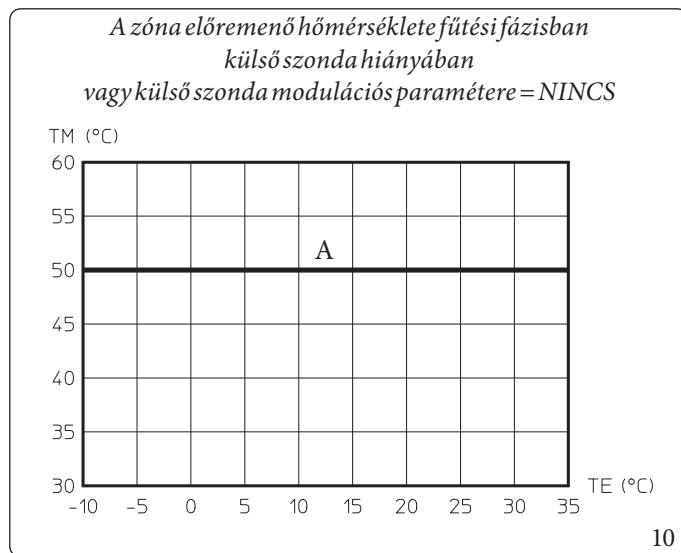 A zóna előremenő hőmérséklete fűtési fázisban
külső szonda hiányában
vagy külső szonda modulációs paramétere = NINCS
TM (°C)
60
55
A
50
45
40
35
30
TE (°C)
-10 -5 0 5 10 15 20 25 30 35
10